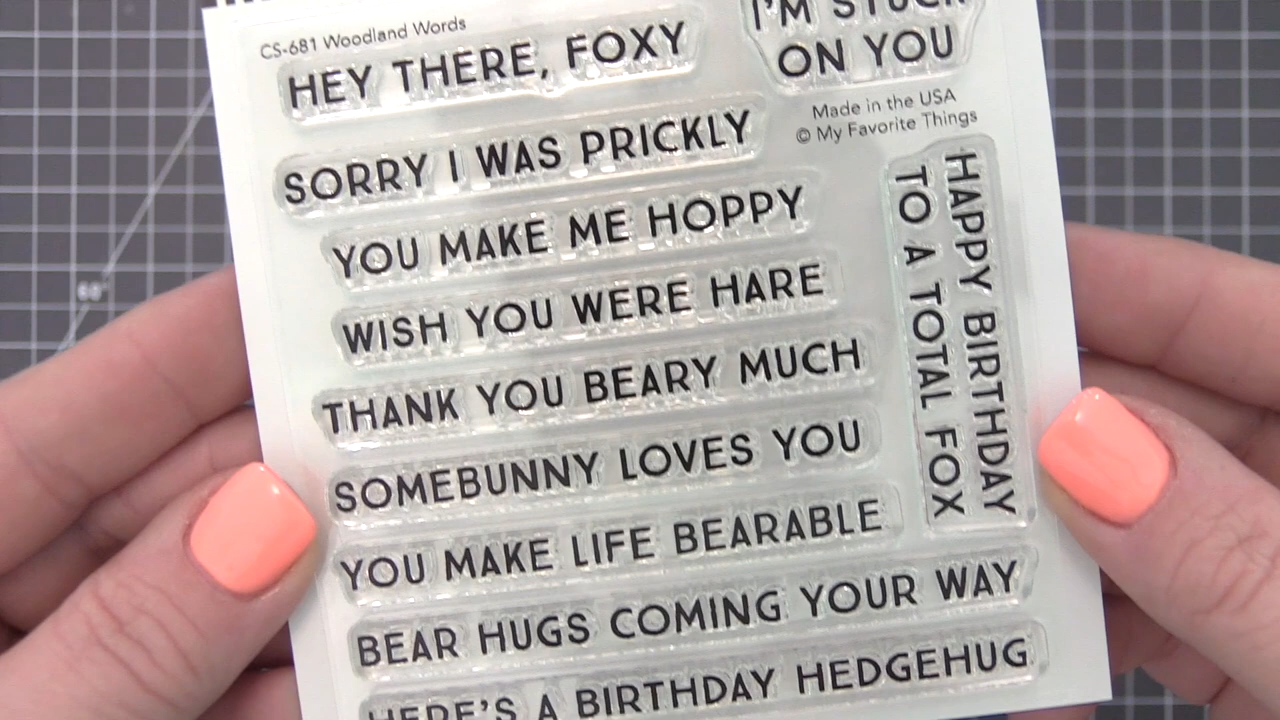 CS-681 Woodland Words
HEY THERE, FOXY
I'M STUCK
ON YOU
Made in the USA
© My Favorite Things
SORRY I WAS PRICKLY
YOU MAKE ME HOPPY
WISH YOU WERE HARE
THANK YOU BEARY MUCH
SOMEBUNNY LOVES YOU
YOU MAKE LIFE BEARABLE
BEAR HUGS COMING YOUR WAY
HERE'S A BIRTHDAY HEDGEHUG
HAPPY BIRTHDAY
TO A TOTAL FOX
60°